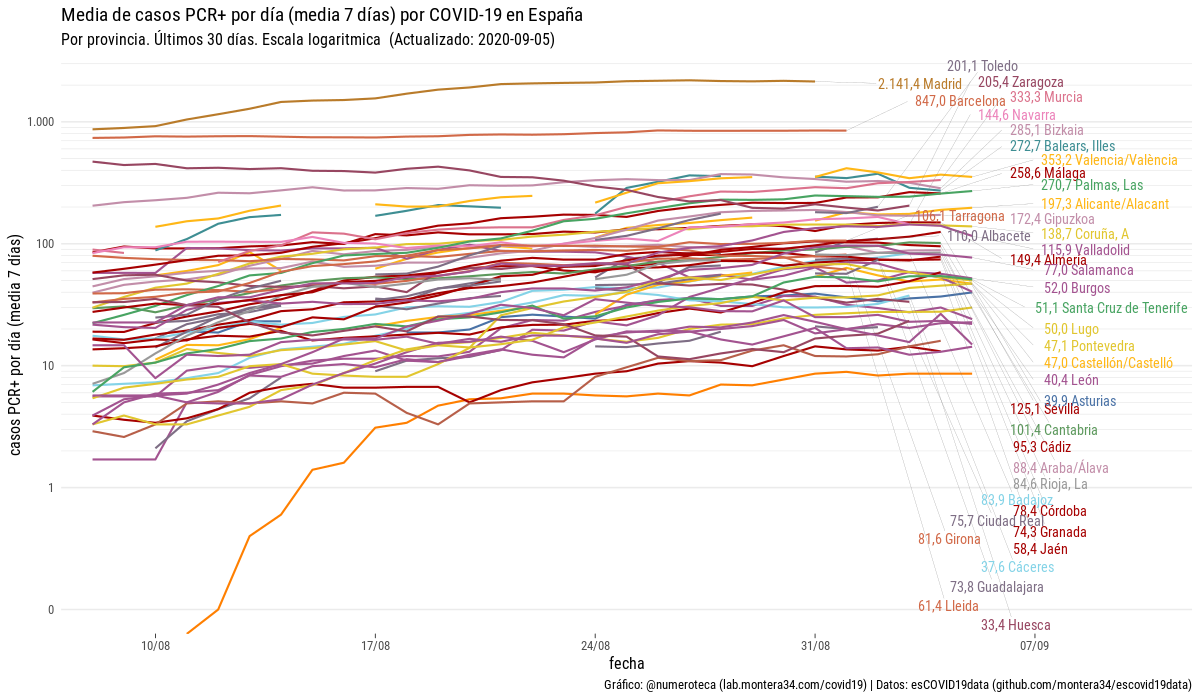 Media de casos PCR+ por día (media 7 días) por COVID-19 en España
Por provincia. Últimos 30 días. Escala logaritmica (Actualizado: 2020-09-05)
201,1 Toledo
2.141,4 Madrid
205,4 Zaragoza
847,0 Barcelona
333,3 Murcia
144,6 Navarra
285,1 Bizkaia
272,7 Balears, Illes
353,2 Valencia/València
258,6 Málaga
270,7 Palmas, Las
197,3 Alicante/Alacant
106,1 Tarragona
172,4 Gipuzkoa
138,7 Coruña, A
110,0 Albacete
115,9 Valladolid
149,4 Almería
77,0 Salamanca
52,0 Burgos
51,1 Santa Cruz de Tenerife
50,0 Lugo
47,1 Pontevedra
47,0 Castellón/Castelló
40,4 León
39,9 Asturias
125,1 Sevilla
101,4 Cantabria
95,3 Cádiz
88,4 Araba/Álava
84,6 Rioja, La
83,9 Badajoz
78,4 Córdoba
75,7 Ciudad Real
74,3 Granada
81,6 Girona
58,4 Jaén
37,6 Cáceres
73,8 Guadalajara
61,4 Lleida
33,4 Huesca
casos PCR+ por día (media 7 días)
1.000
100
10
1
0
10/08
17/08
24/08
31/08
07/09
fecha
Gráfico: @numeroteca (lab.montera34.com/covid19) | Datos: esCOVID19data (github.com/montera34/escovid19data)